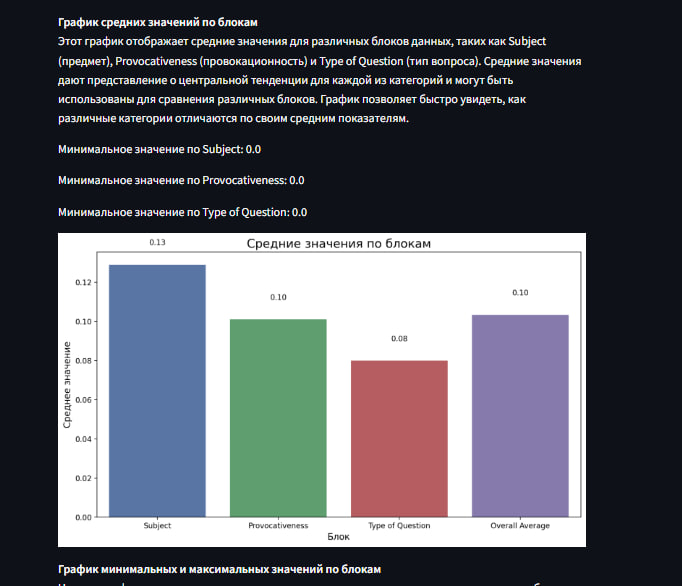 График средних значений по блокам
Этот график отображает средние значения для различных блоков данных, таких как Subject
(предмет), Provocativeness (провокационность) и Type of Question (тип вопроса). Средние значения
дают представление о центральной тенденции для каждой из категорий и могут быть
использованы для сравнения различных блоков. График позволяет быстро увидеть, как
различные категории отличаются по своим средним показателям.
Минимальное значение по Subject: 0.0
Минимальное значение по Provocativeness: 0.0
Минимальное значение по Type of Question: 0.0
Средние значения по блокам
0.13
0.10
0.08
0.10
Среднее значение
0.12
0.10
0.08
0.06
0.04
0.02
0.00
Subject
Provocativeness
Type of Question
Overall Average
Блок
График минимальных и максимальных значений по блокам